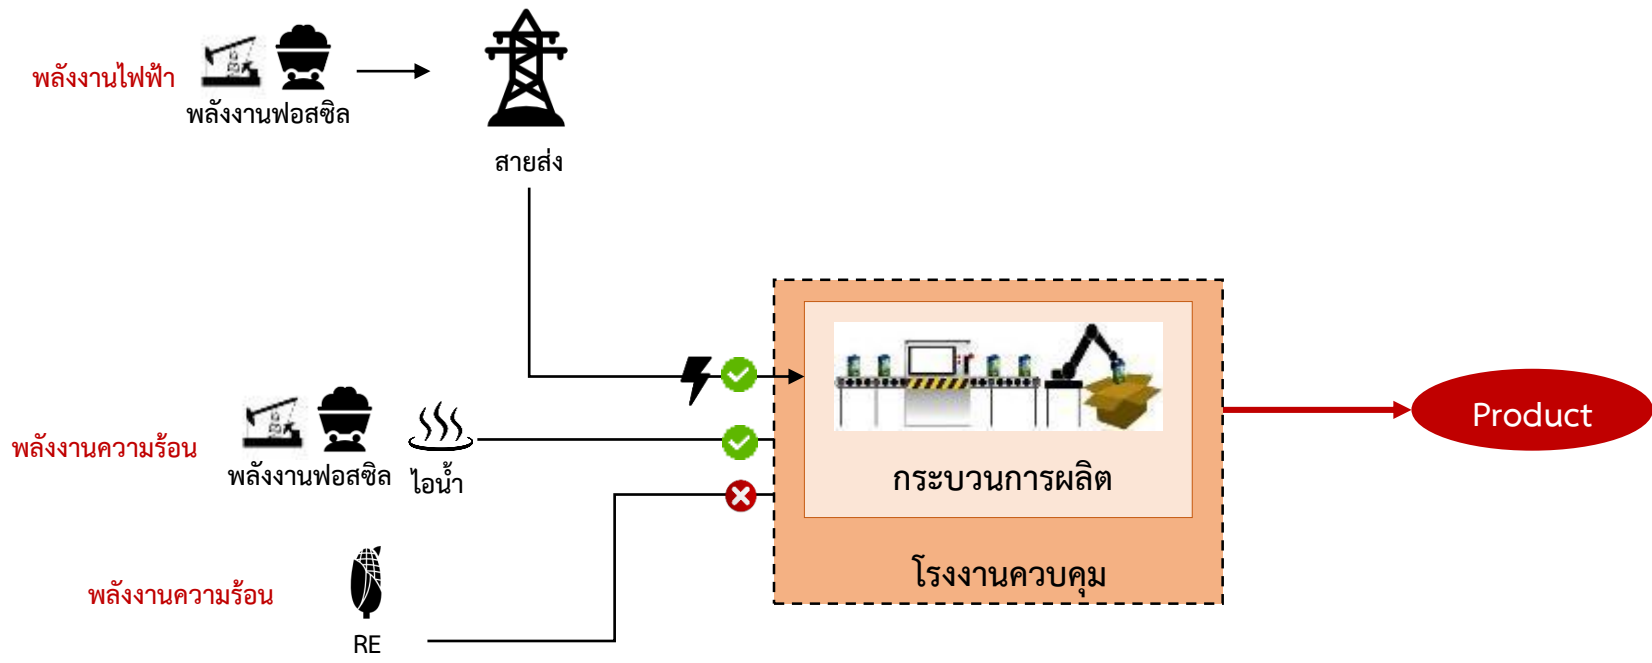 พลังงานไฟฟ้า
พลังงานฟอสซิล
สายส่ง
พลังงานความร้อน
พลังงานฟอสซิล
ไอน้ำ
กระบวนการผลิต
Product
โรงงานควบคุม
พลังงานความร้อน
RE